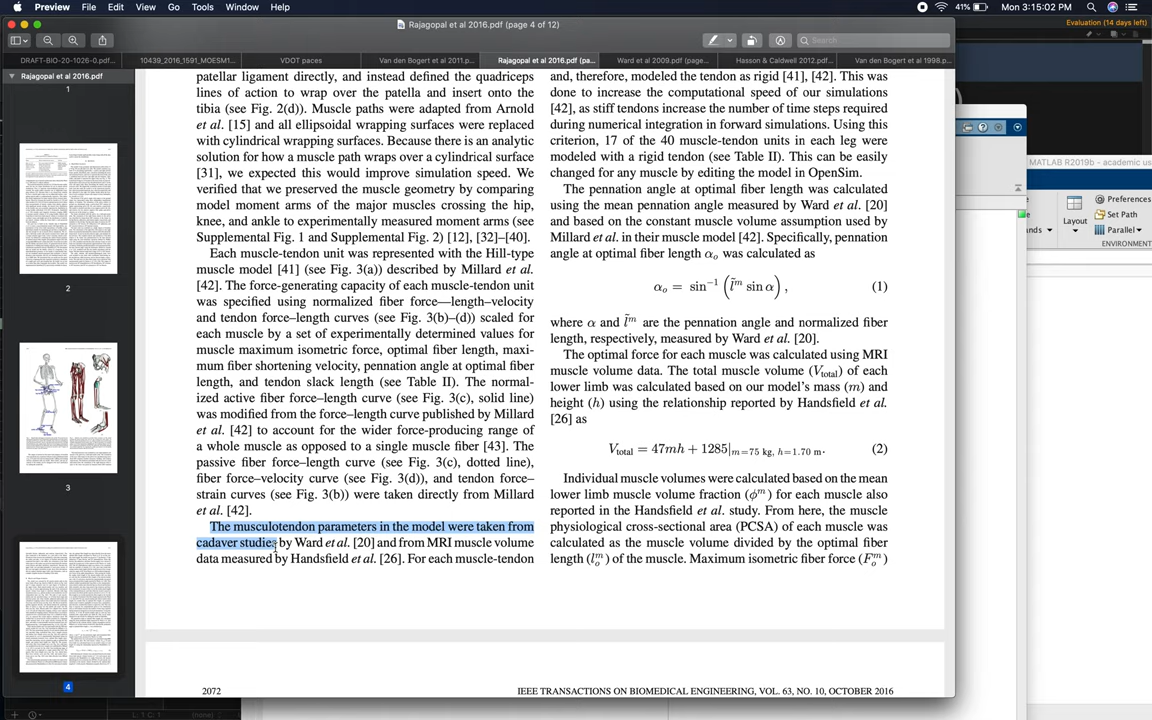 Preview File Edit View Go Tools Window Help
41% Mon 3:15:02 PM
Rajagopal et al 2016.pdf (page 4 of 12)
Evaluation (14 days left)
Search
DRAFT-BIO-20-1026-0.pdf... 10439_2016_1591_MOESM1... VDOT paces Van den Bogert et al 2011.p... Rajagopal et al 2016.pdf (pa... Ward et al 2009.pdf (page... Hasson & Caldwell 2012.pdf... Van den Bogert et al 1998.p...
Rajagopal et al 2016.pdf
1
2
3
4
patellar ligament directly, and instead defined the quadriceps
lines of action to wrap over the patella and insert onto the
tibia (see Fig. 2(d)). Muscle paths were adapted from Arnold
et al. [15] and all ellipsoidal wrapping surfaces were replaced
with cylindrical wrapping surfaces. Because there is an analytic
solution for how a muscle path wraps over a cylindrical surface
[31], we expected this would improve simulation speed. We
verified that we preserved the muscle geometry by comparing
model moment arms of the major muscles crossing the hip,
knee, and ankle to experimentally measured moment arms (see
Supplemental Fig. 1 and Supplemental Fig. 2) [12], [32]–[40].
Each muscle-tendon unit was represented with the Hill-type
muscle model [41] (see Fig. 3(a)) described by Millard et al.
[42]. The force-generating capacity of each muscle-tendon unit
was specified using normalized fiber force—length–velocity
and tendon force–length curves (see Fig. 3(b)–(d)) scaled for
each muscle by a set of experimentally determined values for
muscle maximum isometric force, optimal fiber length, maxi-
mum fiber shortening velocity, pennation angle at optimal fiber
length, and tendon slack length (see Table II). The normal-
ized active fiber force–length curve (see Fig. 3(c), solid line)
was modified from the force–length curve published by Millard
et al. [42] to account for the wider force-producing range of
a whole muscle as opposed to a single muscle fiber [43]. The
passive fiber force–length curve (see Fig. 3(c), dotted line),
fiber force–velocity curve (see Fig. 3(d)), and tendon force–
strain curves (see Fig. 3(b)) were taken directly from Millard
et al. [42].
The musculotendon parameters in the model were taken from
cadaver studies by Ward et al. [20] and from MRI muscle volume
data measured by Handsfield et al. [26]. For each muscle-tendon
and, therefore, modeled the tendon as rigid [41], [42]. This was
done to increase the computational speed of our simulations
[42], as stiff tendons increase the number of time steps required
during numerical integration in forward simulations. Using this
criterion, 17 of the 40 muscle-tendon units in each leg were
modeled with a rigid tendon (see Table II). This can be easily
changed for any muscle by editing the model in OpenSim.
The pennation angle at optimal fiber length was calculated
using the mean pennation angle measured by Ward et al. [20]
and based on the constant muscle volume assumption used by
Millard et al. in their muscle model [42]. Specifically, pennation
angle at optimal fiber length αₒ was calculated as
αₒ = sin⁻¹ (l̃ᵐ sin α), (1)
where α and l̃ᵐ are the pennation angle and normalized fiber
length, respectively, measured by Ward et al. [20].
The optimal force for each muscle was calculated using MRI
muscle volume data. The total muscle volume (Vtotal) of each
lower limb was calculated based on our model's mass (m) and
height (h) using the relationship reported by Handsfield et al.
[26] as
Vtotal = 47mh + 1285|m=75 kg, h=1.70 m. (2)
Individual muscle volumes were calculated based on the mean
lower limb muscle volume fraction (ϕᵐ) for each muscle also
reported in the Handsfield et al. study. From here, the muscle
physiological cross-sectional area (PCSA) of each muscle was
calculated as the muscle volume divided by the optimal fiber
length (lₒᵐ) of the muscle. Maximum isometric fiber force (Fₒᵐ)
2072 IEEE TRANSACTIONS ON BIOMEDICAL ENGINEERING, VOL. 63, NO. 10, OCTOBER 2016
MATLAB R2019b - academic us
Preferences
Layout
Set Path
Parallel
ENVIRONMENT
L: 1 C: 1 (none)